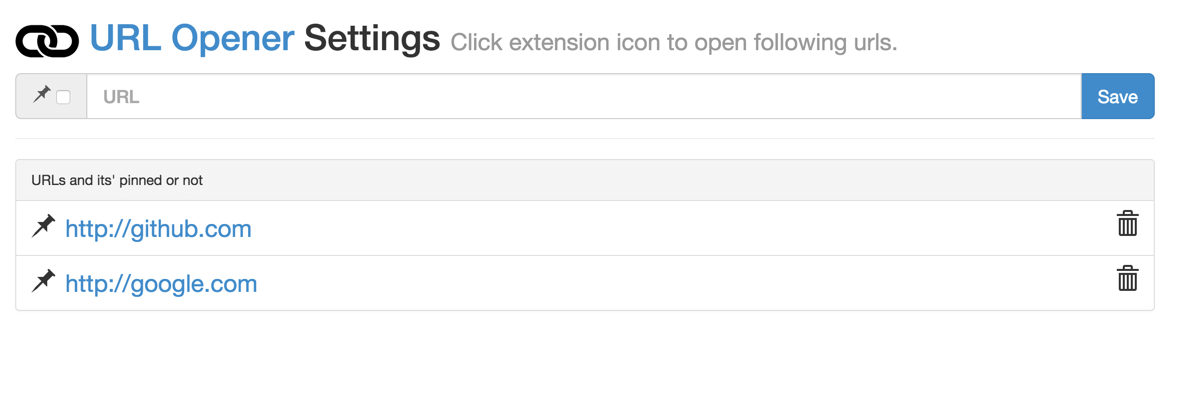 URL Opener Settings Click extension icon to open following urls.
URL Save
URLs and its' pinned or not
http://github.com
http://google.com